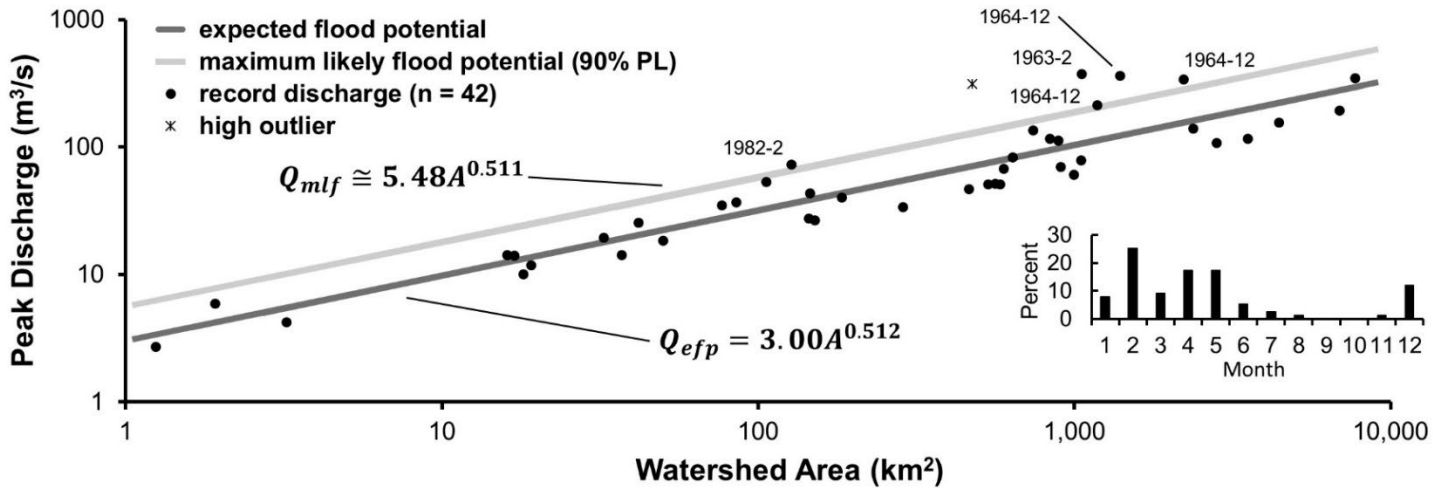 Peak Discharge (m³/s)
1000
100
10
1
expected flood potential
maximum likely flood potential (90% PL)
record discharge (n = 42)
high outlier
1964-12
1963-2
1964-12
1964-12
1982-2
Q_mlf ≅ 5.48A^0.511
Q_efp = 3.00A^0.512
Percent
30
20
10
0
1 2 3 4 5 6 7 8 9 10 11 12
Month
1 10 100 1,000 10,000
Watershed Area (km²)